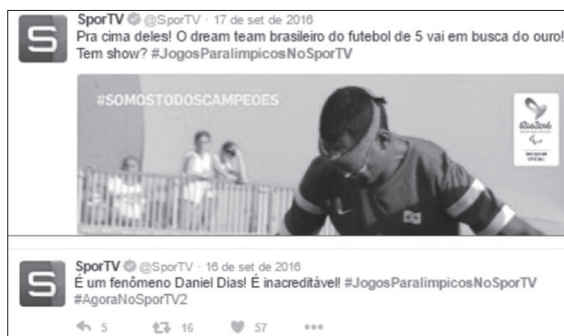 SporTV @SporTV · 17 de set de 2016
Pra cima deles! O dream team brasileiro do futebol de 5 vai em busca do ouro!
Tem show? #JogosParalimpicosNoSporTV
#SOMOSTODOSCAMPEOES
Rio2016
S
SporTV @SporTV · 16 de set de 2016
É um fenômeno Daniel Dias! É inacreditável! #JogosParalimpicosNoSporTV
#AgoraNoSporTV2
S
5 16 57